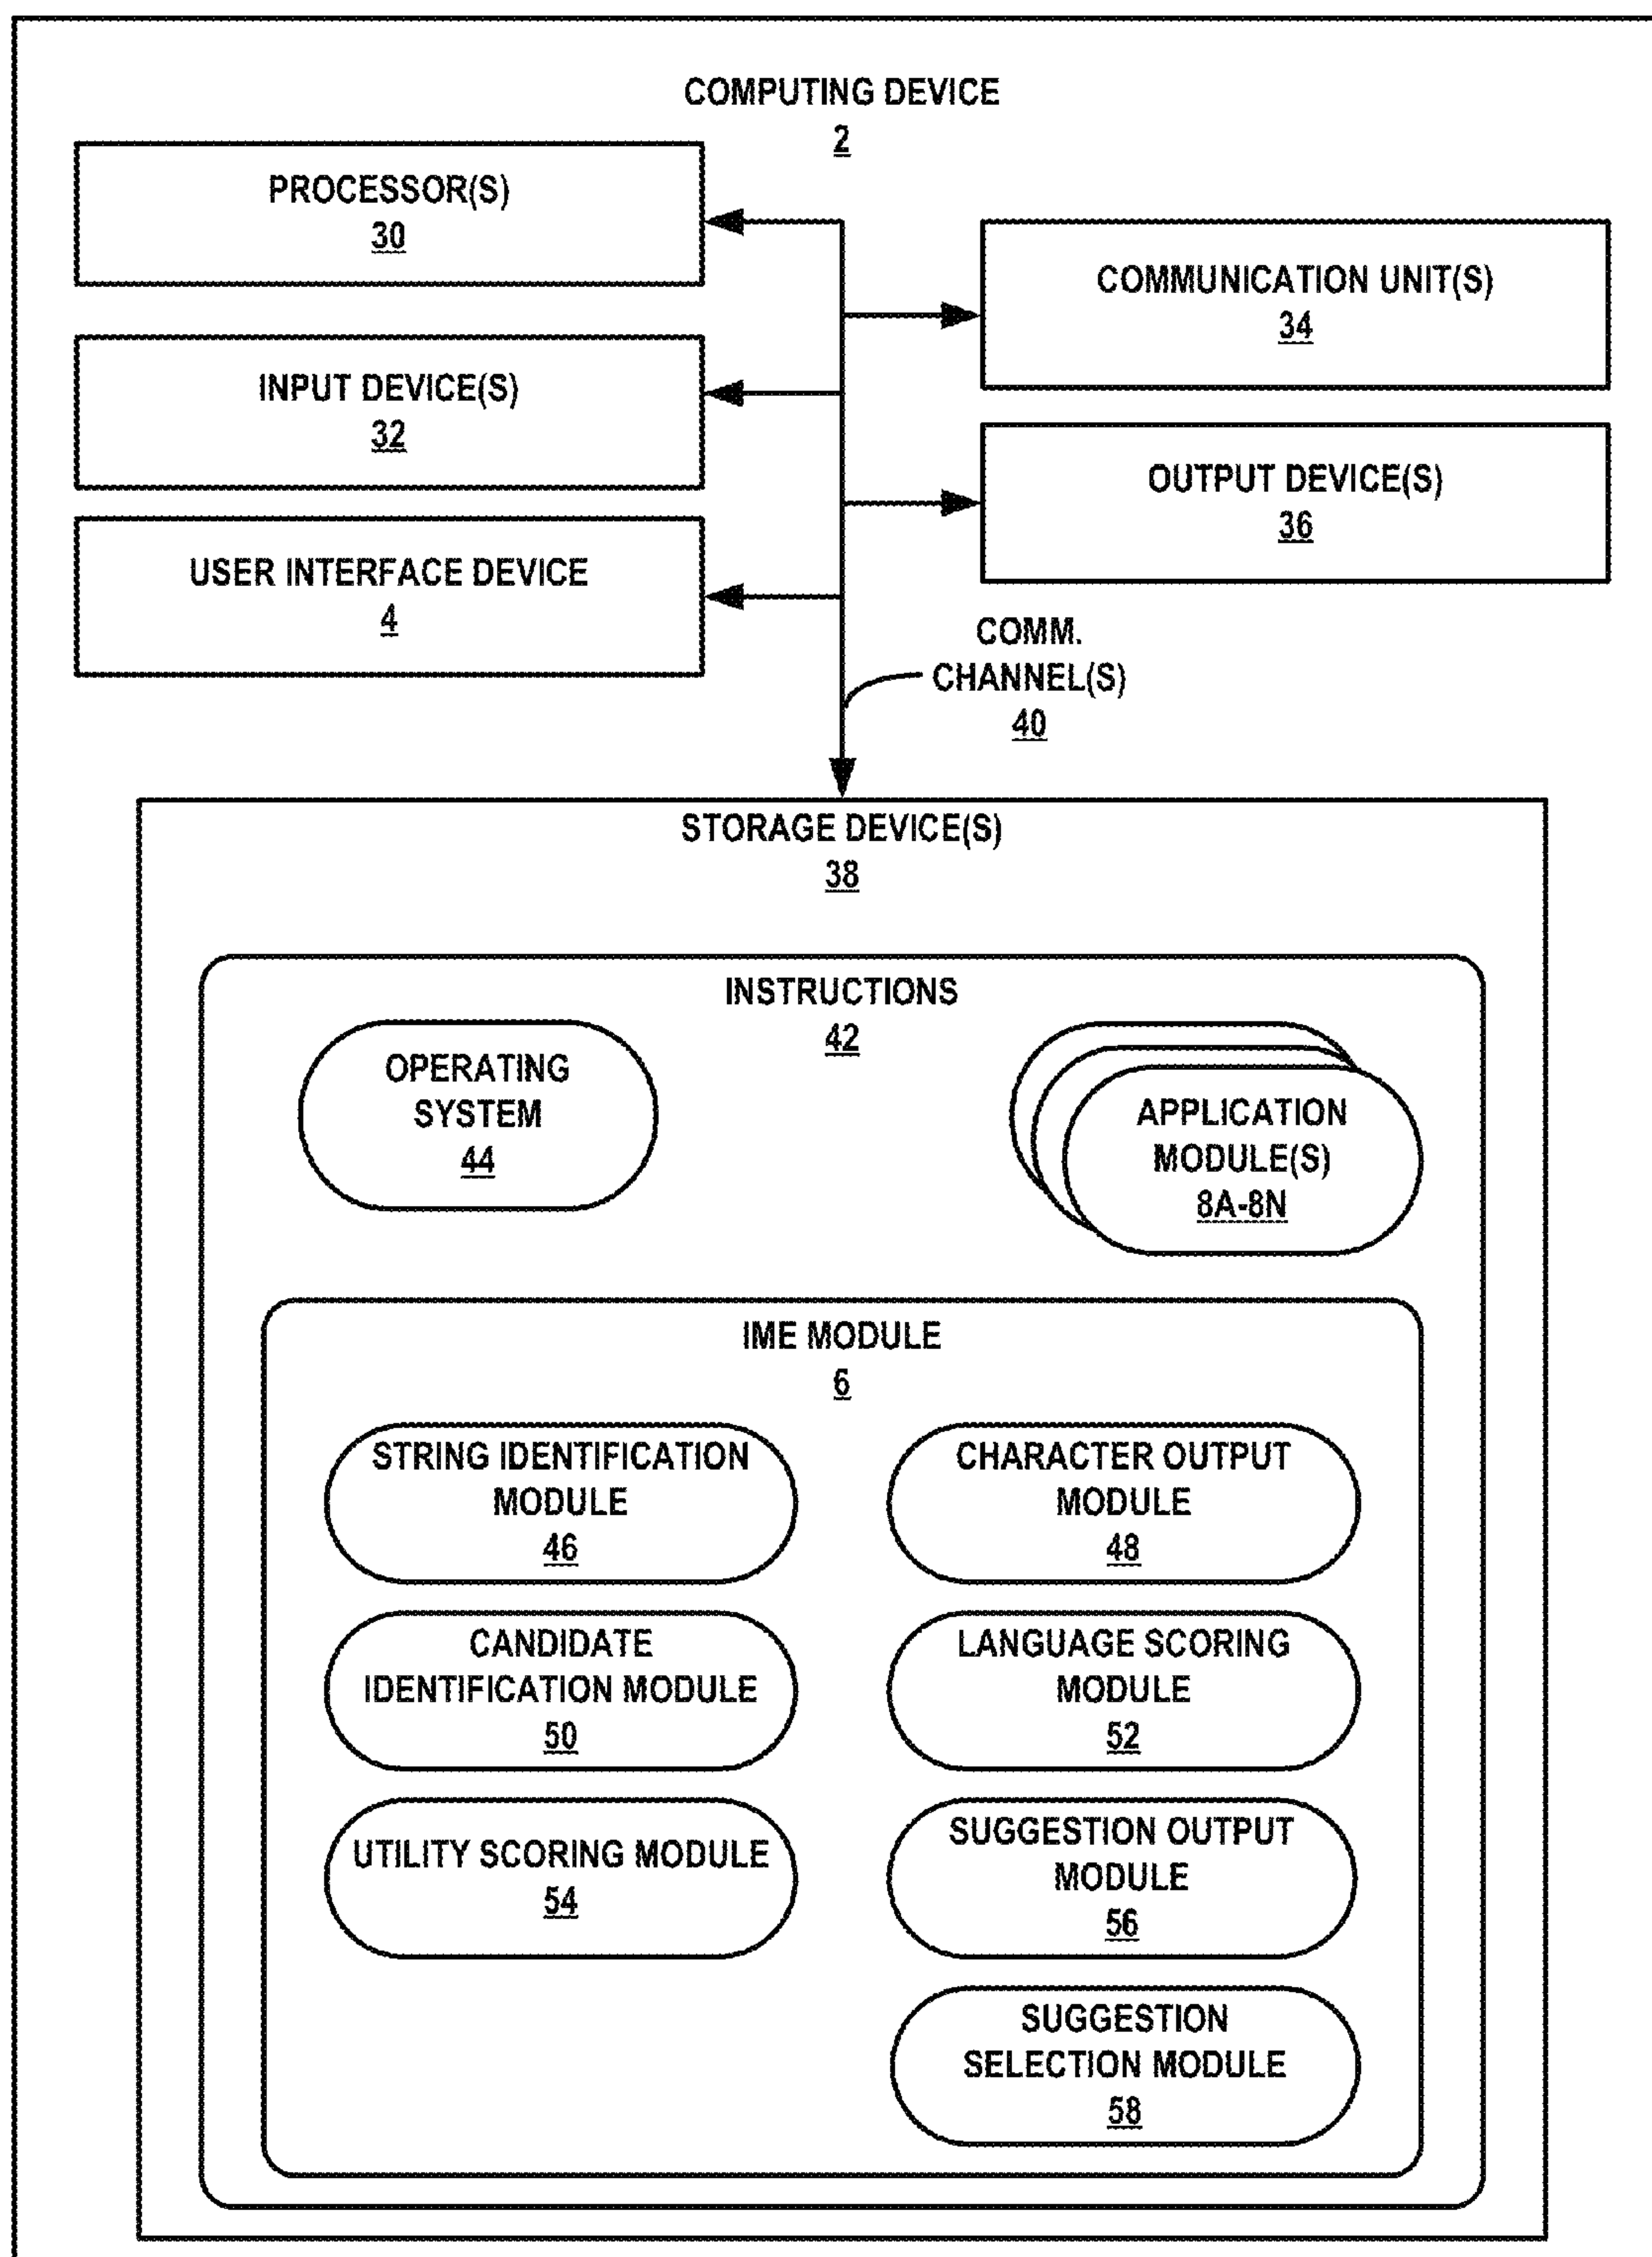 COMPUTING DEVICE
2
PROCESSOR(S)
30
COMMUNICATION UNIT(S)
34
INPUT DEVICE(S)
32
OUTPUT DEVICE(S)
36
USER INTERFACE DEVICE
4
COMM.
CHANNEL(S)
40
STORAGE DEVICE(S)
38
INSTRUCTIONS
42
OPERATING
SYSTEM
44
APPLICATION
MODULE(S)
8A-8N
IME MODULE
6
STRING IDENTIFICATION
MODULE
46
CHARACTER OUTPUT
MODULE
48
CANDIDATE
IDENTIFICATION MODULE
50
LANGUAGE SCORING
MODULE
52
UTILITY SCORING MODULE
54
SUGGESTION OUTPUT
MODULE
56
SUGGESTION
SELECTION MODULE
58